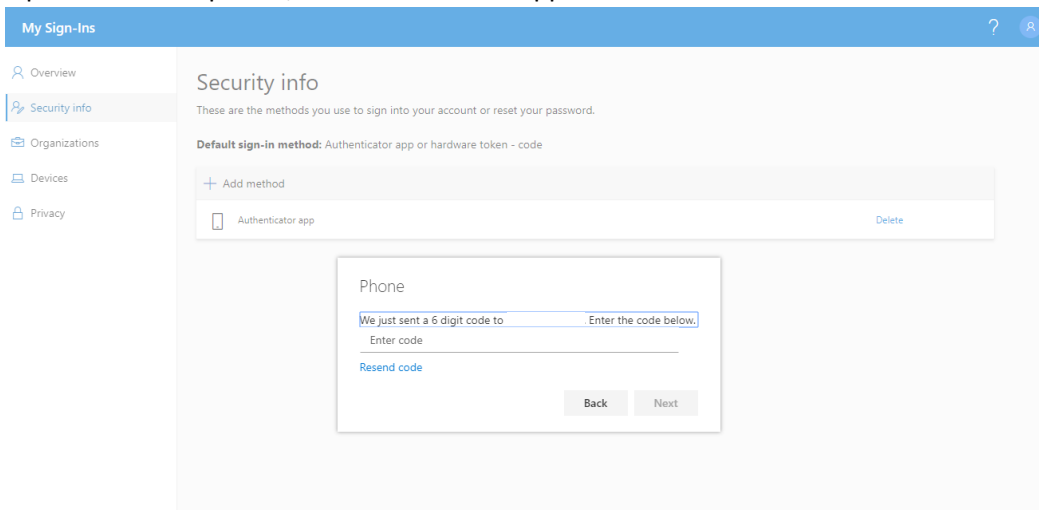 My Sign-Ins
?
Overview
Security info
Organizations
Devices
Privacy
Security info
These are the methods you use to sign into your account or reset your password.
Default sign-in method: Authenticator app or hardware token - code
+ Add method
Authenticator app Delete
Phone
We just sent a 6 digit code to . Enter the code below.
Enter code
Resend code
Back Next